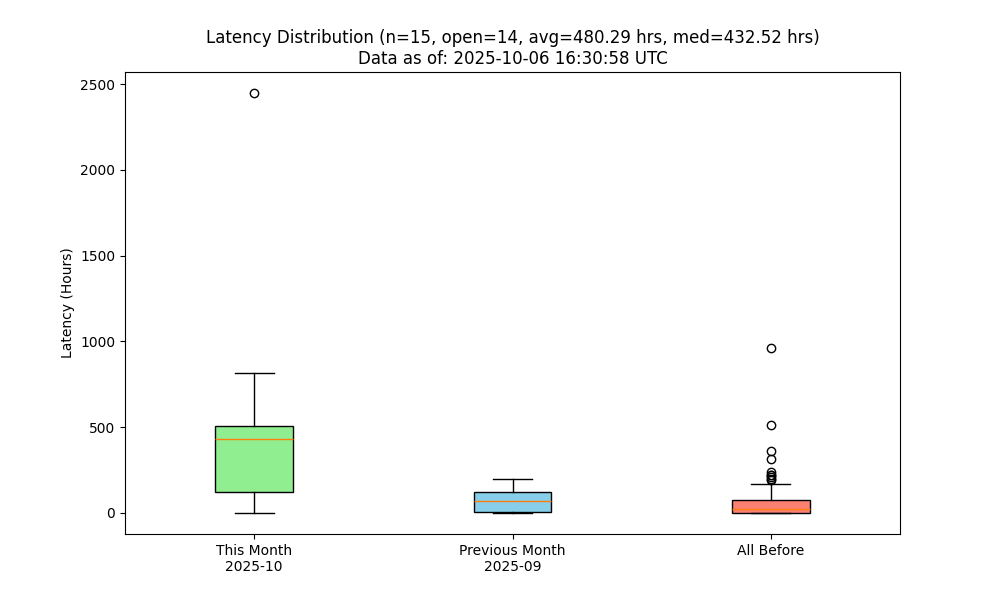 Latency Distribution (n=15, open=14, avg=480.29 hrs, med=432.52 hrs)
Data as of: 2025-10-06 16:30:58 UTC
2500
2000
1500
1000
500
0
Latency (Hours)
This Month
2025-10
Previous Month
2025-09
All Before